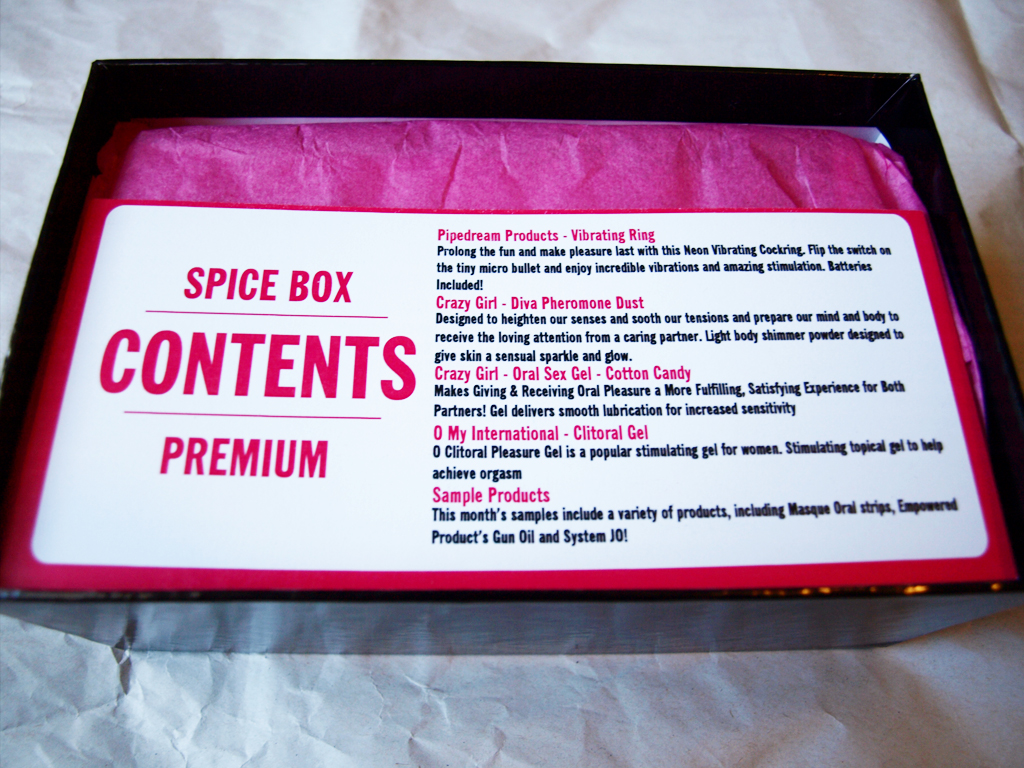 SPICE BOX
CONTENTS
PREMIUM
Pipedream Products - Vibrating Ring
Prolong the fun and make pleasure last with this Neon Vibrating Cockring. Flip the switch on
the tiny micro bullet and enjoy incredible vibrations and amazing stimulation. Batteries
Included!
Crazy Girl - Diva Pheromone Dust
Designed to heighten our senses and sooth our tensions and prepare our mind and body to
receive the loving attention from a caring partner. Light body shimmer powder designed to
give skin a sensual sparkle and glow.
Crazy Girl - Oral Sex Gel - Cotton Candy
Makes Giving & Receiving Oral Pleasure a More Fulfilling, Satisfying Experience for Both
Partners! Gel delivers smooth lubrication for increased sensitivity
O My International - Clitoral Gel
O Clitoral Pleasure Gel is a popular stimulating gel for women. Stimulating topical gel to help
achieve orgasm
Sample Products
This month's samples include a variety of products, including Masque Oral strips, Empowered
Product's Gun Oil and System JO!